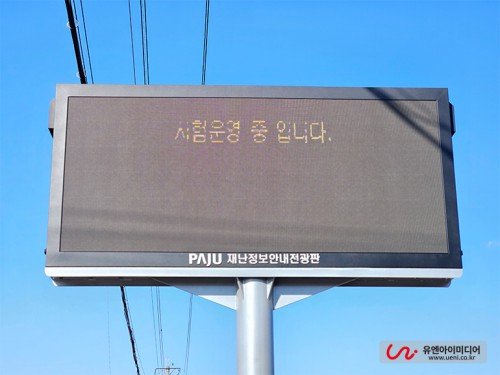 시험운영 중 입니다.
PAJU 재난정보안내전광판
유엔아이미디어
www.ueni.co.kr